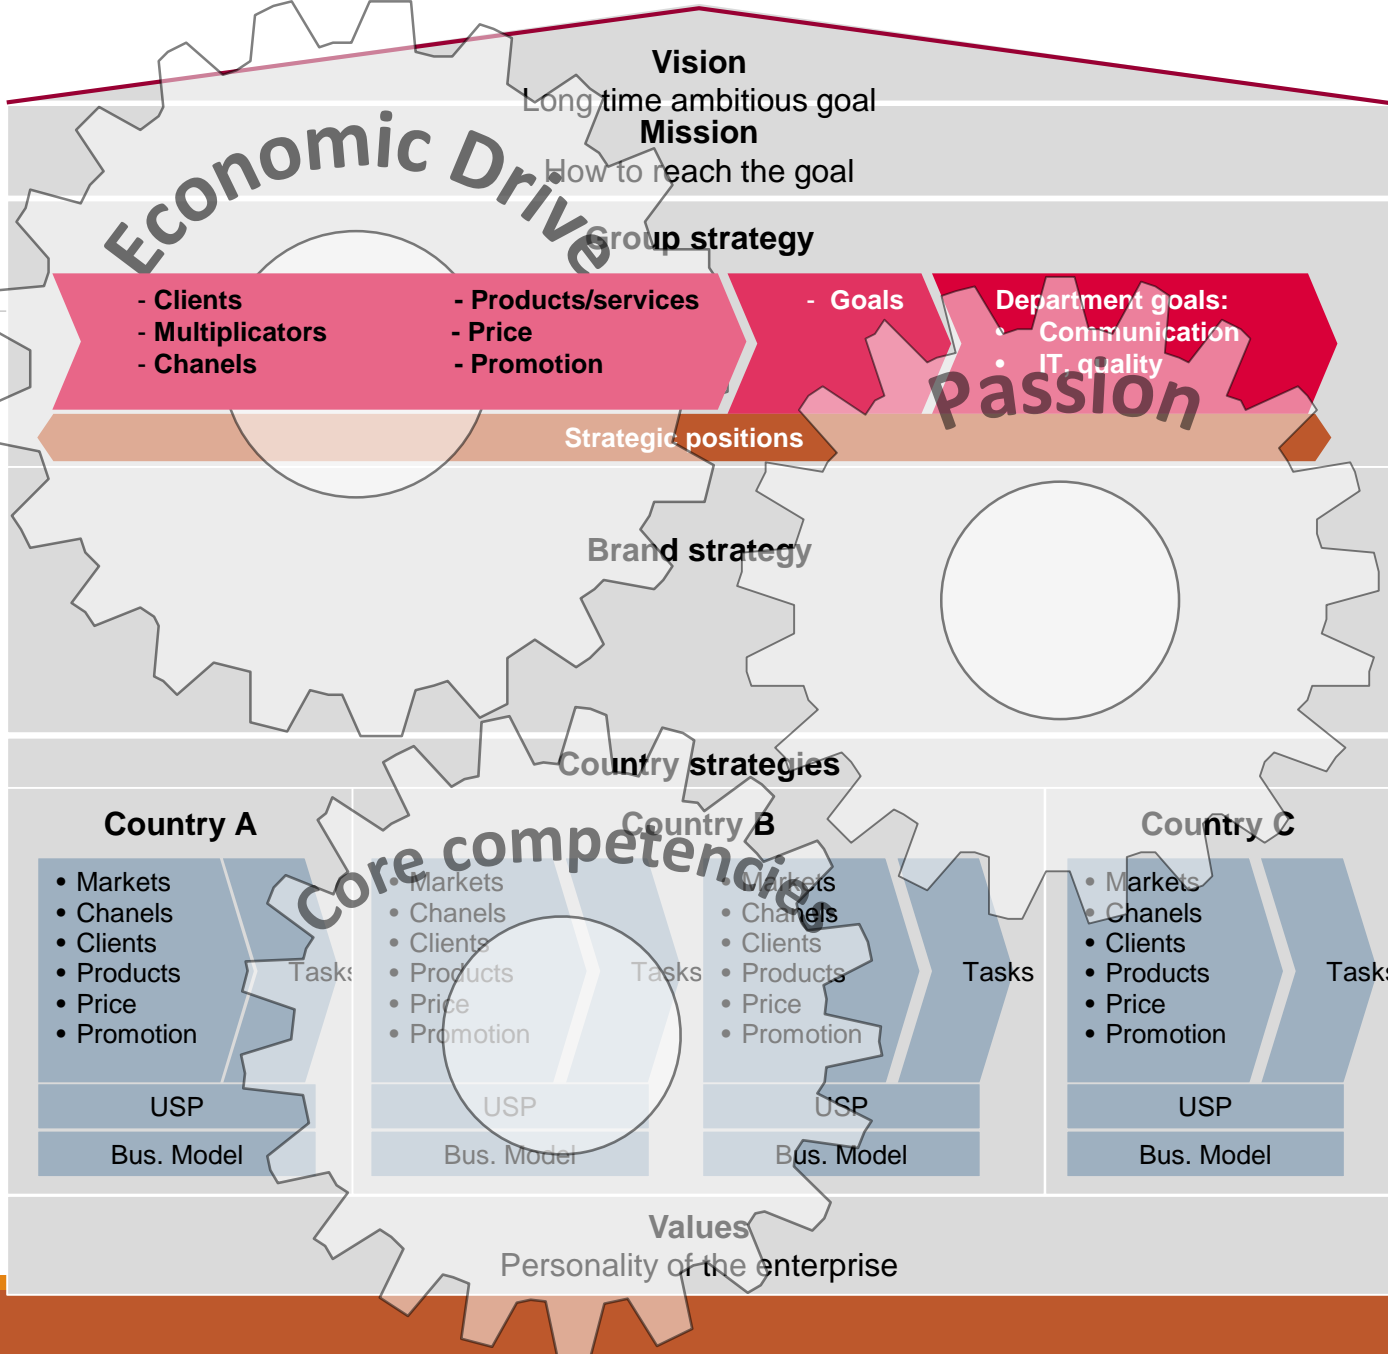 Vision
Long time ambitious goal
Mission
How to reach the goal
Economic Drive
Group strategy
- Clients
- Multiplicators
- Chanels
- Products/services
- Price
- Promotion
- Goals
Department goals:
• Communication
• IT, quality
Passion
Strategic positions
Brand strategy
Country strategies
Core competencies
Country A
• Markets
• Chanels
• Clients
• Products
• Price
• Promotion
Tasks
USP
Bus. Model
Country B
• Markets
• Chanels
• Clients
• Products
• Price
• Promotion
Tasks
USP
Bus. Model
• Markets
• Chanels
• Clients
• Products
• Price
• Promotion
Tasks
USP
Bus. Model
Country C
• Markets
• Chanels
• Clients
• Products
• Price
• Promotion
Tasks
USP
Bus. Model
Values
Personality of the enterprise